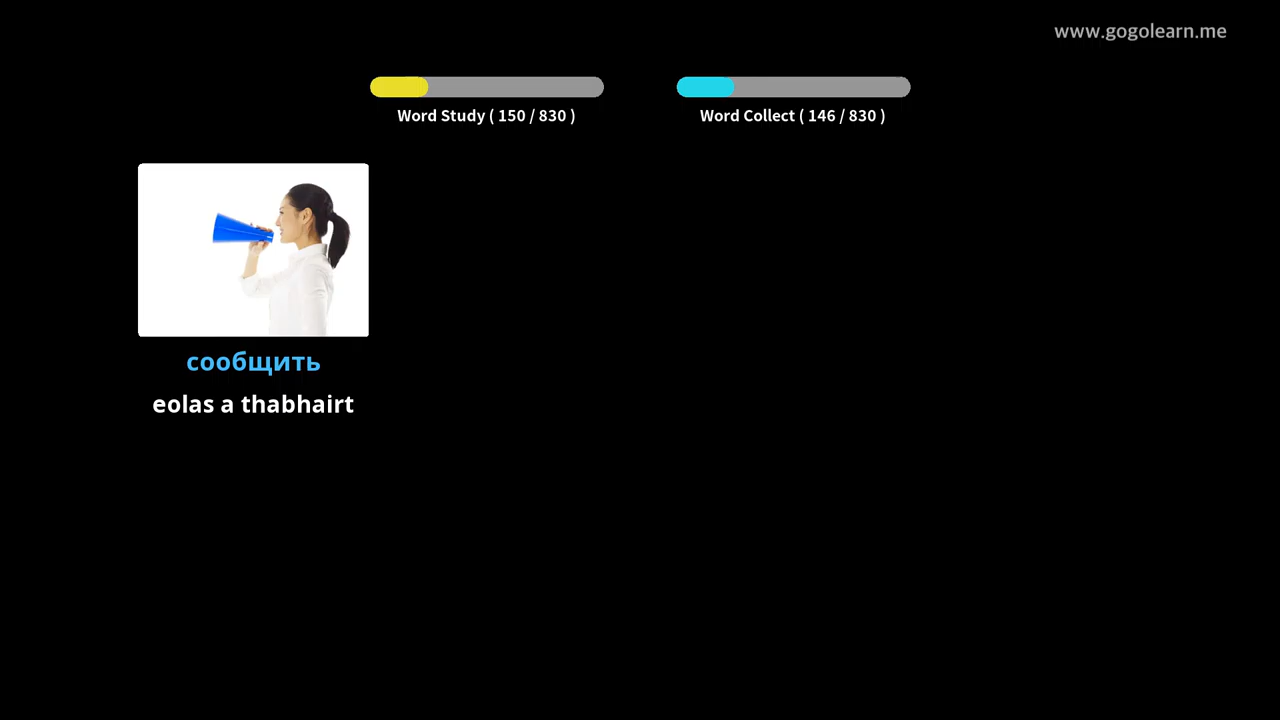 www.gogolearn.me
Word Study ( 150 / 830 )
Word Collect ( 146 / 830 )
сообщить
eolas a thabhairt